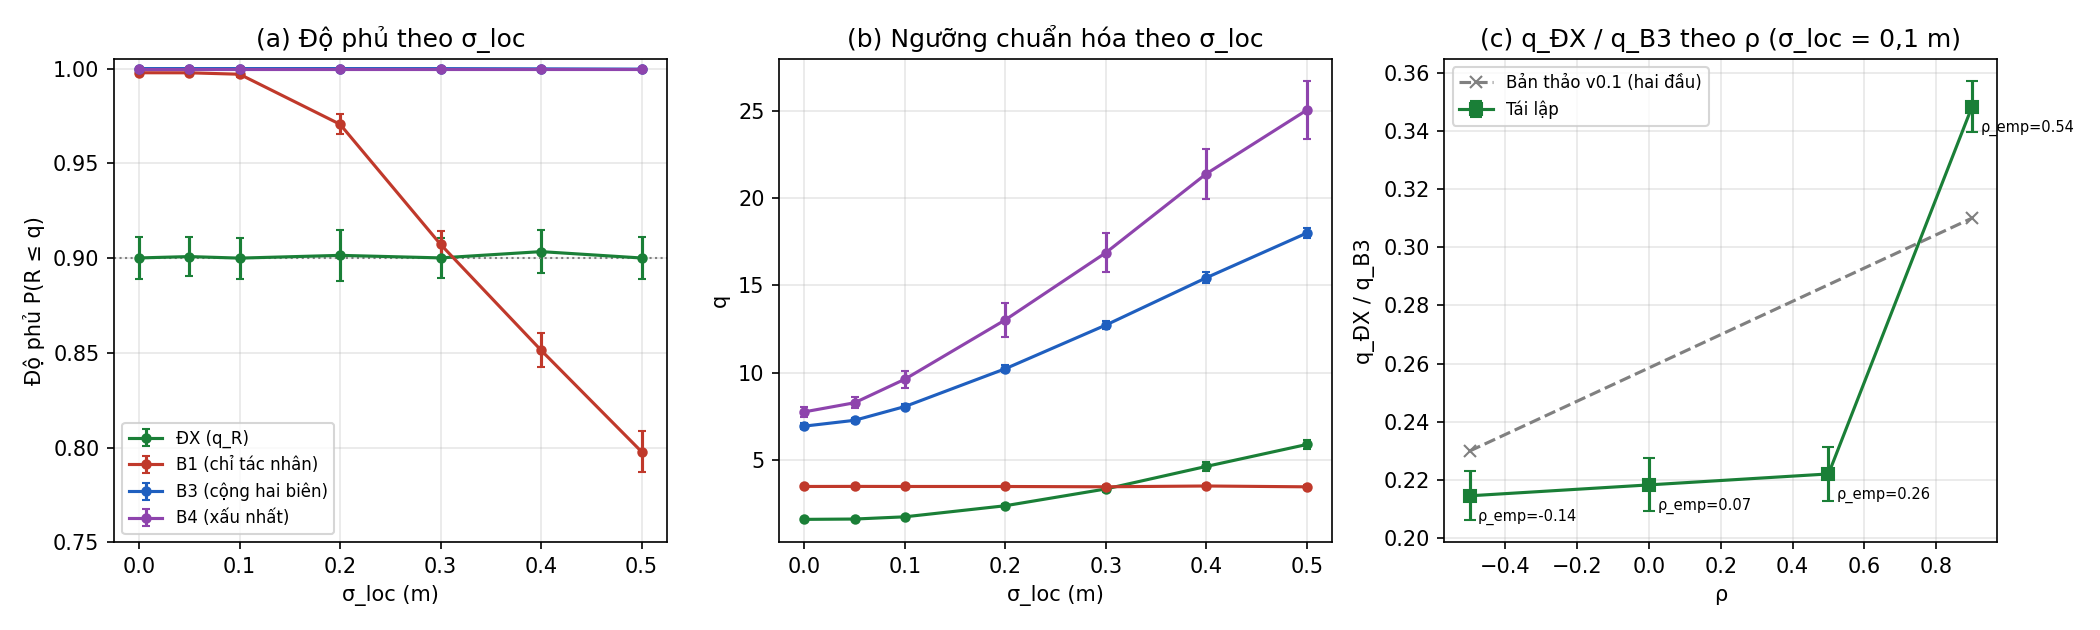 (a) Độ phủ theo σ_loc
Độ phủ P(R ≤ q)
1.00
0.95
0.90
0.85
0.80
0.75
ĐX (q_R)
B1 (chỉ tác nhân)
B3 (cộng hai biên)
B4 (xấu nhất)
0.0 0.1 0.2 0.3 0.4 0.5
σ_loc (m)
(b) Ngưỡng chuẩn hóa theo σ_loc
q
25
20
15
10
5
0.0 0.1 0.2 0.3 0.4 0.5
σ_loc (m)
(c) q_ĐX / q_B3 theo ρ (σ_loc = 0,1 m)
q_ĐX / q_B3
0.36
0.34
0.32
0.30
0.28
0.26
0.24
0.22
0.20
Bản thảo v0.1 (hai đầu)
Tái lập
ρ_emp=0.54
ρ_emp=0.26
ρ_emp=0.07
ρ_emp=-0.14
−0.4 −0.2 0.0 0.2 0.4 0.6 0.8
ρ